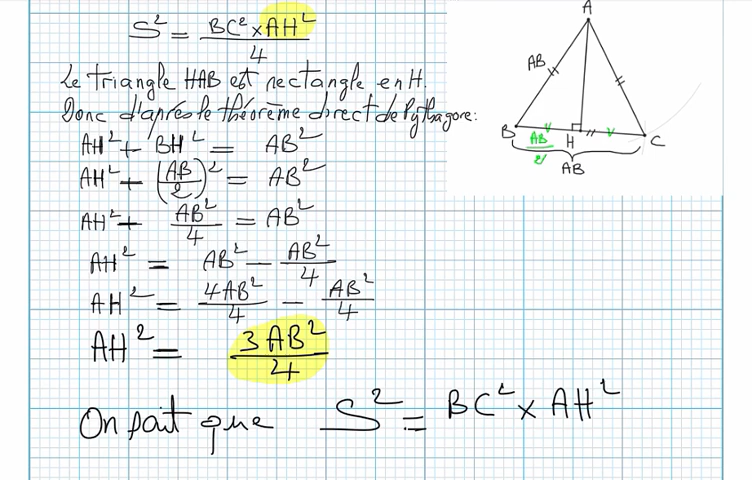 S² = BC² × AH² / 4
Le triangle HAB est rectangle en H.
Donc d'après le théorème direct de Pythagore:
AH² + BH² = AB²
AH² + (AB/2)² = AB²
AH² + AB²/4 = AB²
AH² = AB² - AB²/4
AH² = 4AB²/4 - AB²/4
AH² = 3AB²/4
On sait que S² = BC² × AH²
A
AB
B H C
AB/2
AB